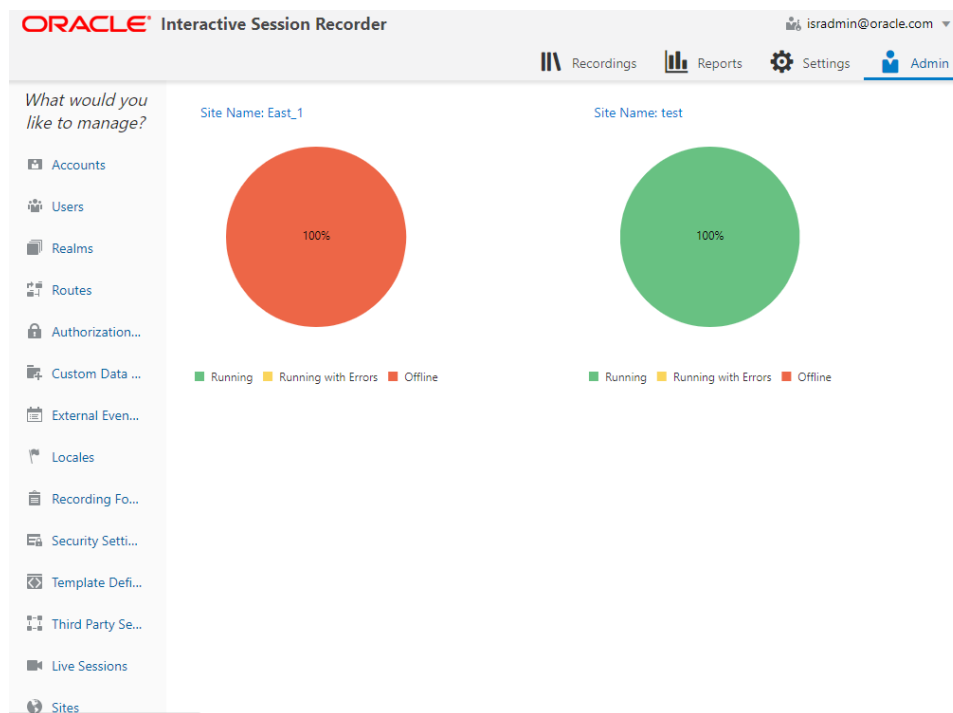 ORACLE® Interactive Session Recorder
isradmin@oracle.com
Recordings
Reports
Settings
Admin
What would you
like to manage?
Accounts
Users
Realms
Routes
Authorization...
Custom Data ...
External Even...
Locales
Recording Fo...
Security Setti...
Template Defi...
Third Party Se...
Live Sessions
Sites
Site Name: East_1
100%
Running Running with Errors Offline
Site Name: test
100%
Running Running with Errors Offline